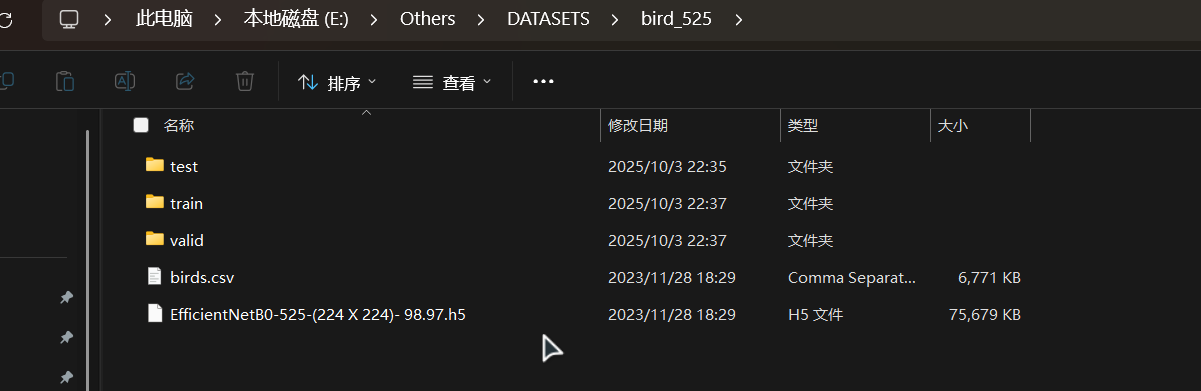 此电脑 > 本地磁盘 (E:) > Others > DATASETS > bird_525 >
排序 查看 •••
名称 修改日期 类型 大小
test 2025/10/3 22:35 文件夹
train 2025/10/3 22:37 文件夹
valid 2025/10/3 22:37 文件夹
birds.csv 2023/11/28 18:29 Comma Separat... 6,771 KB
EfficientNetB0-525-(224 X 224)- 98.97.h5 2023/11/28 18:29 H5 文件 75,679 KB